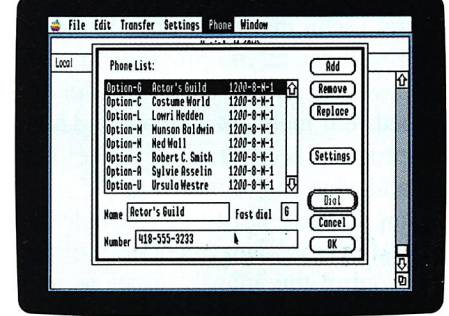 File Edit Transfer Settings Phone Window
Local
Phone List:
Option-G Actor's Guild 1200-8-N-1
Option-C Costume World 1200-8-N-1
Option-L Lowri Hedden 1200-8-N-1
Option-M Munson Baldwin 1200-8-N-1
Option-N Ned Wall 1200-8-N-1
Option-S Robert C. Smith 1200-8-N-1
Option-A Sylvie Asselin 1200-8-N-1
Option-U Ursula Westre 1200-8-N-1
Add
Remove
Replace
Settings
Dial
Cancel
OK
Name Actor's Guild Fast dial G
Number 418-555-3233